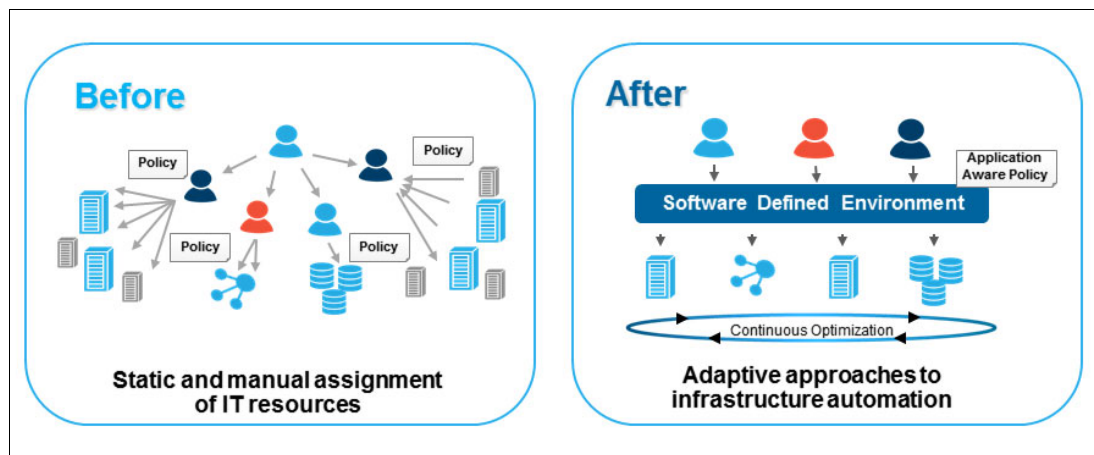 Before
Policy
Policy
Policy
Policy
Static and manual assignment
of IT resources
After
Application
Aware Policy
Software Defined Environment
Continuous Optimization
Adaptive approaches to
infrastructure automation